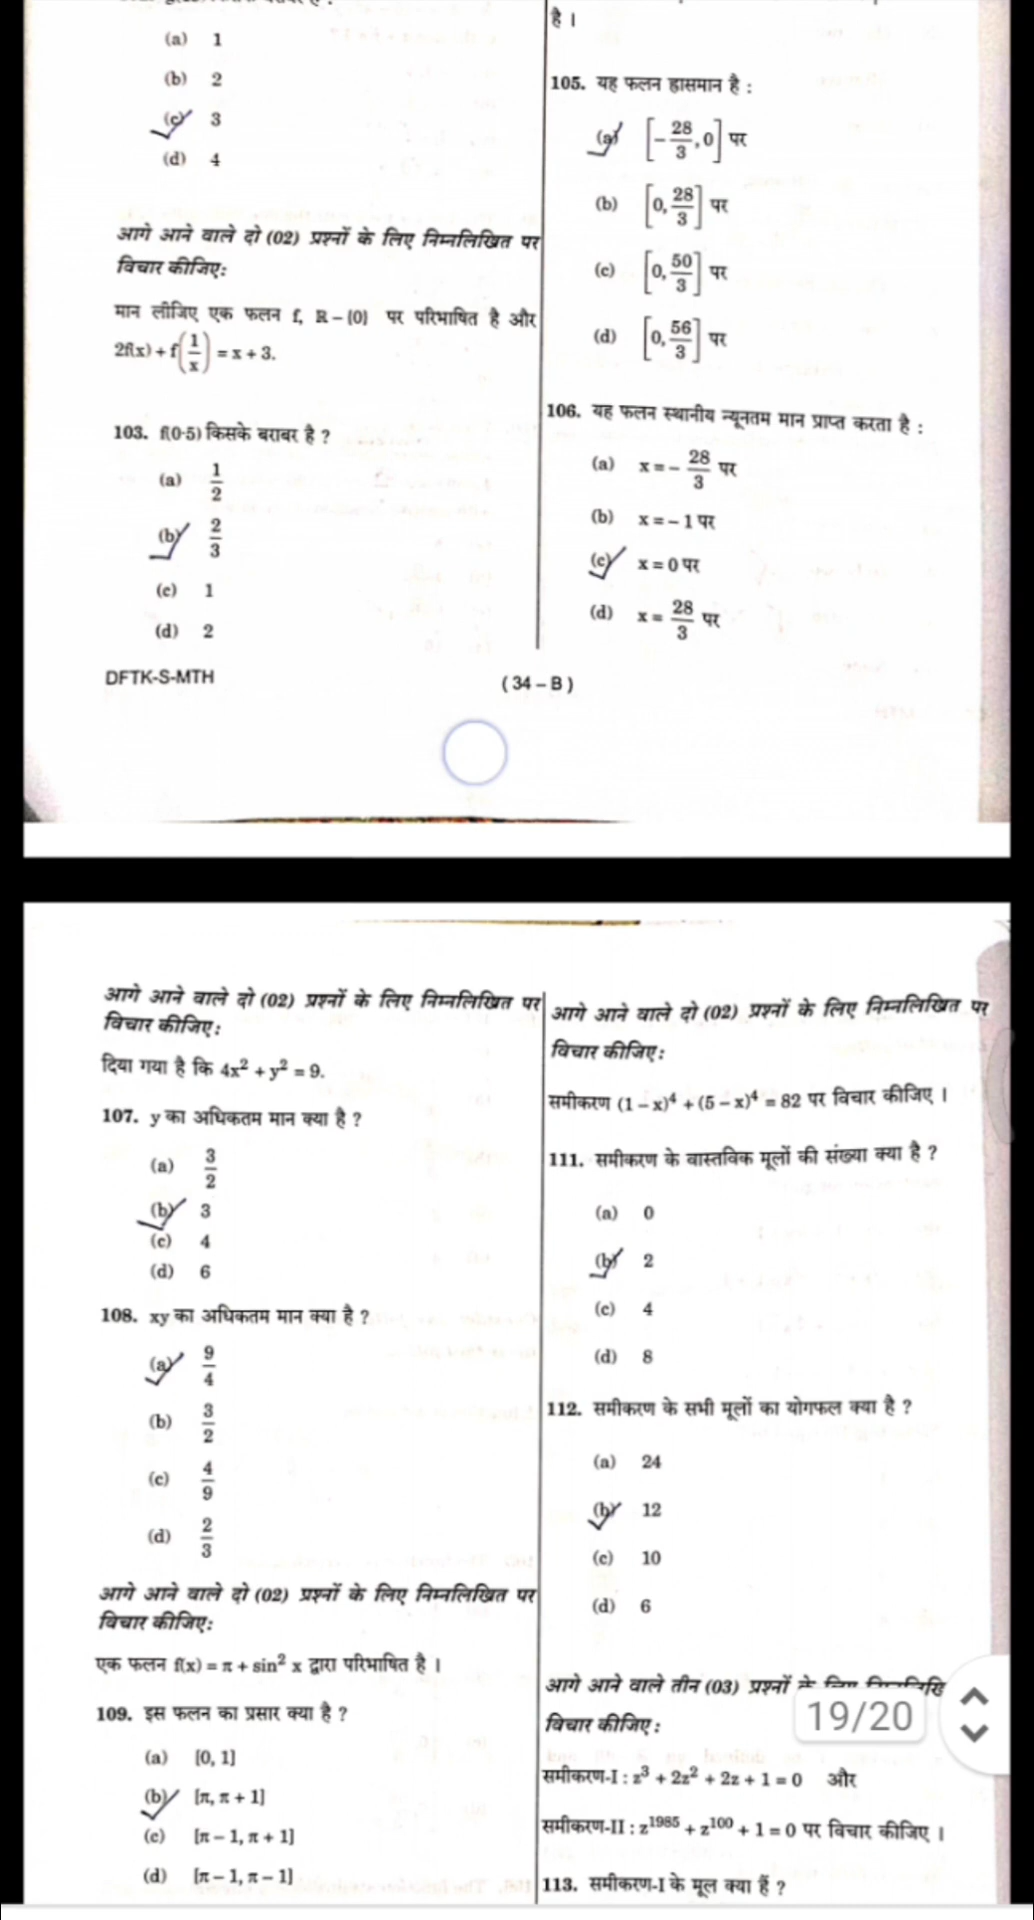 (a) 1
(b) 2
(c) 3
(d) 4
आगे आने वाले दो (02) प्रश्नों के लिए निम्नलिखित पर
विचार कीजिए:
मान लीजिए एक फलन f, R – {0} पर परिभाषित है और
2f(x) + f(1/x) = x + 3.
103. f(0·5) किसके बराबर है ?
(a) 1/2
(b) 2/3
(c) 1
(d) 2
DFTK-S-MTH
है ।
105. यह फलन ह्रासमान है :
(a) [–28/3, 0] पर
(b) [0, 28/3] पर
(c) [0, 50/3] पर
(d) [0, 56/3] पर
106. यह फलन स्थानीय न्यूनतम मान प्राप्त करता है :
(a) x = – 28/3 पर
(b) x = – 1 पर
(c) x = 0 पर
(d) x = 28/3 पर
( 34 – B )
आगे आने वाले दो (02) प्रश्नों के लिए निम्नलिखित पर
विचार कीजिए:
दिया गया है कि 4x² + y² = 9.
107. y का अधिकतम मान क्या है ?
(a) 3/2
(b) 3
(c) 4
(d) 6
108. xy का अधिकतम मान क्या है ?
(a) 9/4
(b) 3/2
(c) 4/9
(d) 2/3
आगे आने वाले दो (02) प्रश्नों के लिए निम्नलिखित पर
विचार कीजिए:
एक फलन f(x) = π + sin² x द्वारा परिभाषित है ।
109. इस फलन का प्रसार क्या है ?
(a) [0, 1]
(b) [π, π + 1]
(c) [π – 1, π + 1]
(d) [π – 1, π – 1]
आगे आने वाले दो (02) प्रश्नों के लिए निम्नलिखित पर
विचार कीजिए:
समीकरण (1 – x)⁴ + (5 – x)⁴ = 82 पर विचार कीजिए ।
111. समीकरण के वास्तविक मूलों की संख्या क्या है ?
(a) 0
(b) 2
(c) 4
(d) 8
112. समीकरण के सभी मूलों का योगफल क्या है ?
(a) 24
(b) 12
(c) 10
(d) 6
आगे आने वाले तीन (03) प्रश्नों
विचार कीजिए :
19/20
समीकरण-I : z³ + 2z² + 2z + 1 = 0 और
समीकरण-II : z¹⁹⁸⁵ + z¹⁰⁰ + 1 = 0 पर विचार कीजिए ।
113. समीकरण-I के मूल क्या हैं ?